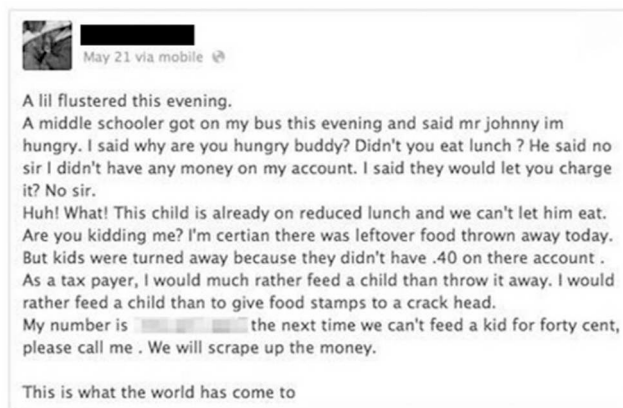 May 21 via mobile
A lil flustered this evening.
A middle schooler got on my bus this evening and said mr johnny im
hungry. I said why are you hungry buddy? Didn't you eat lunch ? He said no
sir I didn't have any money on my account. I said they would let you charge
it? No sir.
Huh! What! This child is already on reduced lunch and we can't let him eat.
Are you kidding me? I'm certian there was leftover food thrown away today.
But kids were turned away because they didn't have .40 on there account .
As a tax payer, I would much rather feed a child than throw it away. I would
rather feed a child than to give food stamps to a crack head.
My number is the next time we can't feed a kid for forty cent,
please call me . We will scrape up the money.
This is what the world has come to